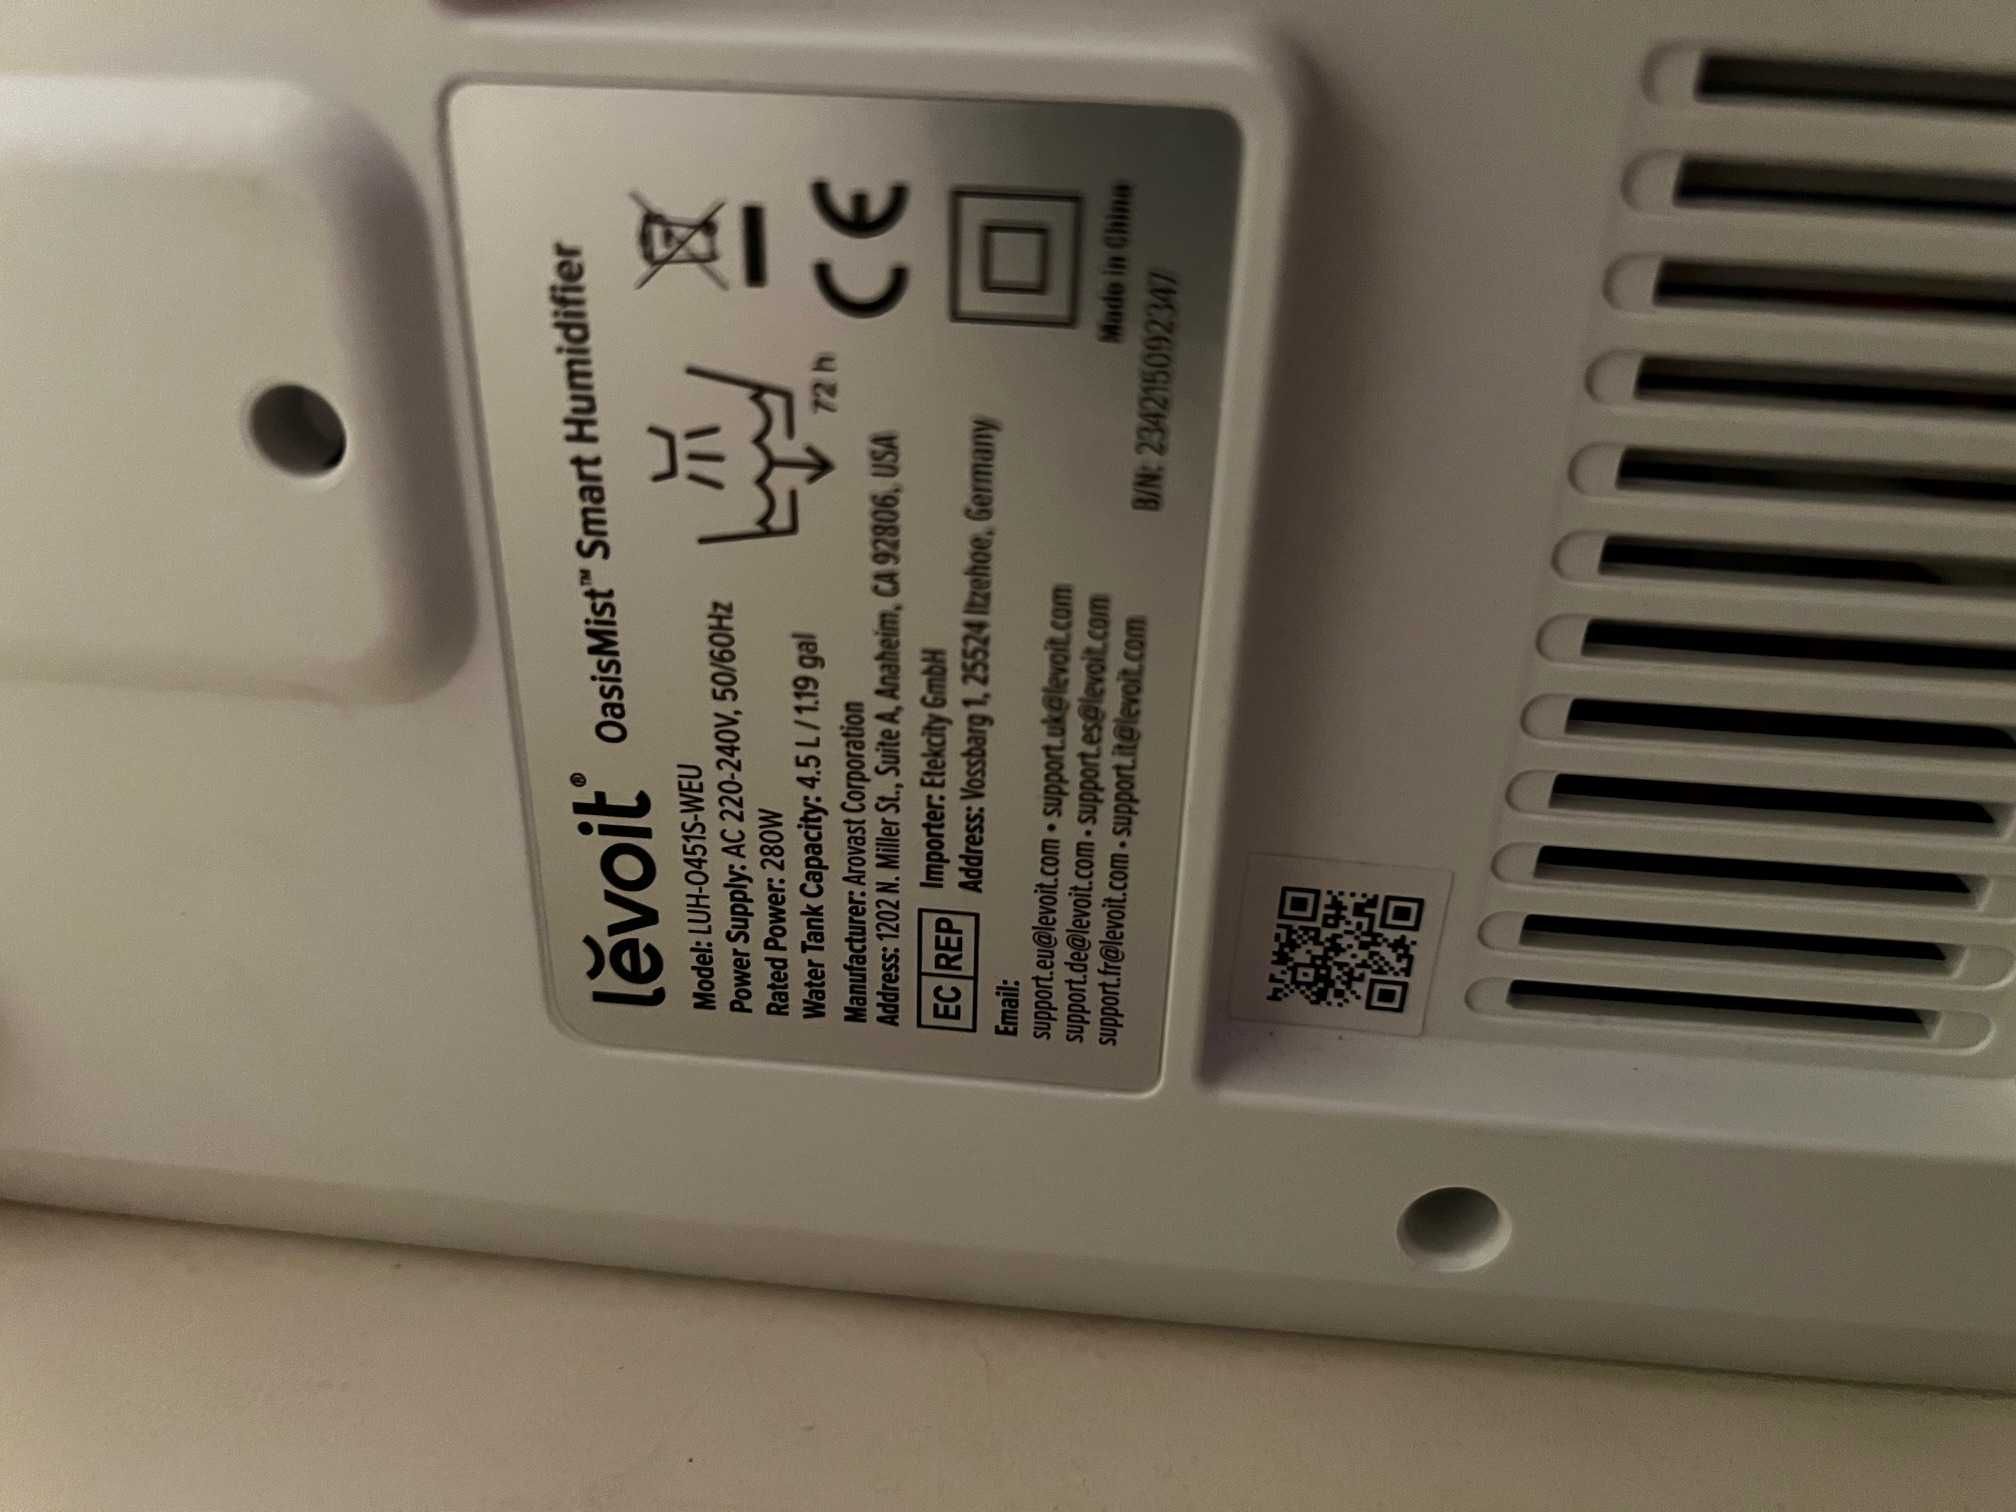 levoit® OasisMist™ Smart Humidifier
Model: LUH-O451S-WEU
Power Supply: AC 220-240V, 50/60Hz
Rated Power: 280W
Water Tank Capacity: 4.5 L / 1.19 gal
72 h
CE
Manufacturer: Arovast Corporation
Address: 1202 N. Miller St., Suite A, Anaheim, CA 92806, USA
EC REP
Importer: Etekcity GmbH
Address: Vossbarg 1, 25524 Itzehoe, Germany
Email:
support.eu@levoit.com • support.uk@levoit.com
support.de@levoit.com • support.es@levoit.com
support.fr@levoit.com • support.it@levoit.com
Made in China
B/N: 234215092347